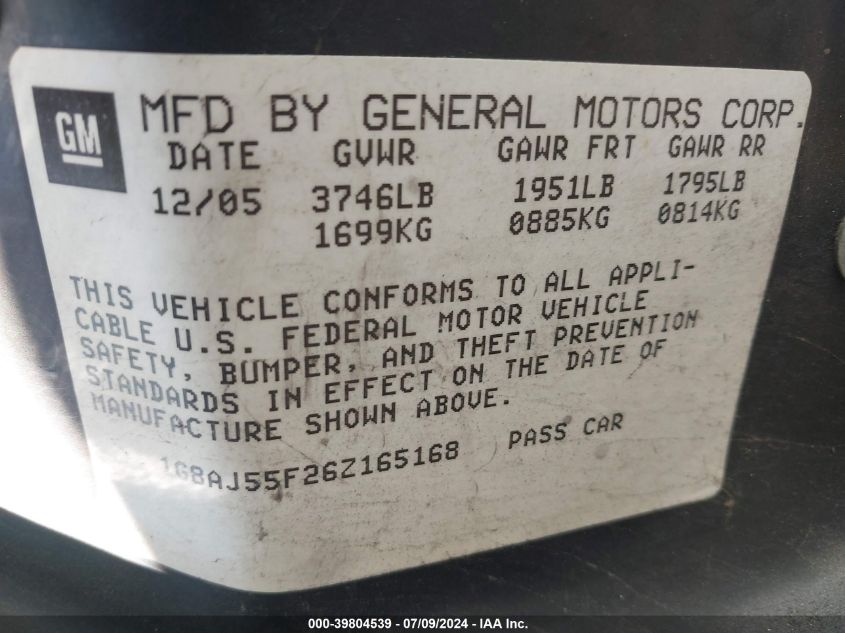 GM
MFD BY GENERAL MOTORS CORP.
DATE GVWR GAWR FRT GAWR RR
12/05 3746LB 1951LB 1795LB
1699KG 0885KG 0814KG
THIS VEHICLE CONFORMS TO ALL APPLI-
CABLE U.S. FEDERAL MOTOR VEHICLE
SAFETY, BUMPER, AND THEFT PREVENTION
STANDARDS IN EFFECT ON THE DATE OF
MANUFACTURE SHOWN ABOVE.
1G8AJ55F26Z165168 PASS CAR
000-39804539 / 07/09/2024 - IAA Inc.